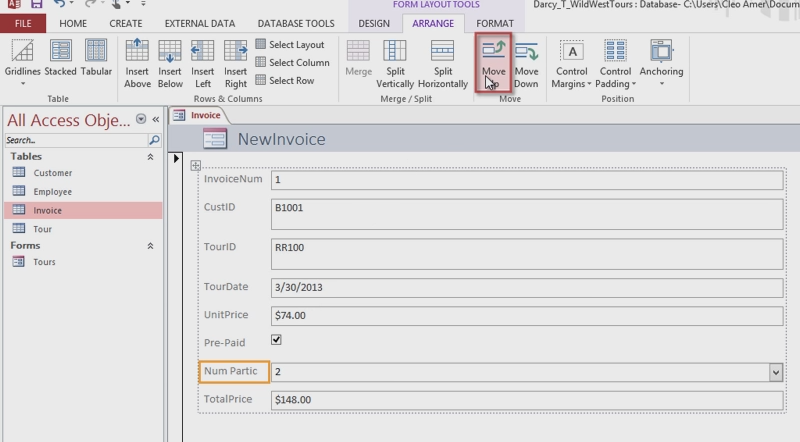 FORM LAYOUT TOOLS
Darcy_T_WildWestTours : Database- C:\Users\Cleo Amer\Docum
FILE HOME CREATE EXTERNAL DATA DATABASE TOOLS DESIGN ARRANGE FORMAT
Gridlines Stacked Tabular
Insert Above Insert Below Insert Left Insert Right
Select Layout
Select Column
Select Row
Merge Split Vertically Split Horizontally
Move Up Move Down
Control Margins Control Padding Anchoring
Table Rows & Columns Merge / Split Move Position
All Access Obje... «
Search...
Tables
Customer
Employee
Invoice
Tour
Forms
Tours
Invoice
NewInvoice
InvoiceNum 1
CustID B1001
TourID RR100
TourDate 3/30/2013
UnitPrice $74.00
Pre-Paid
Num Partic 2
TotalPrice $148.00